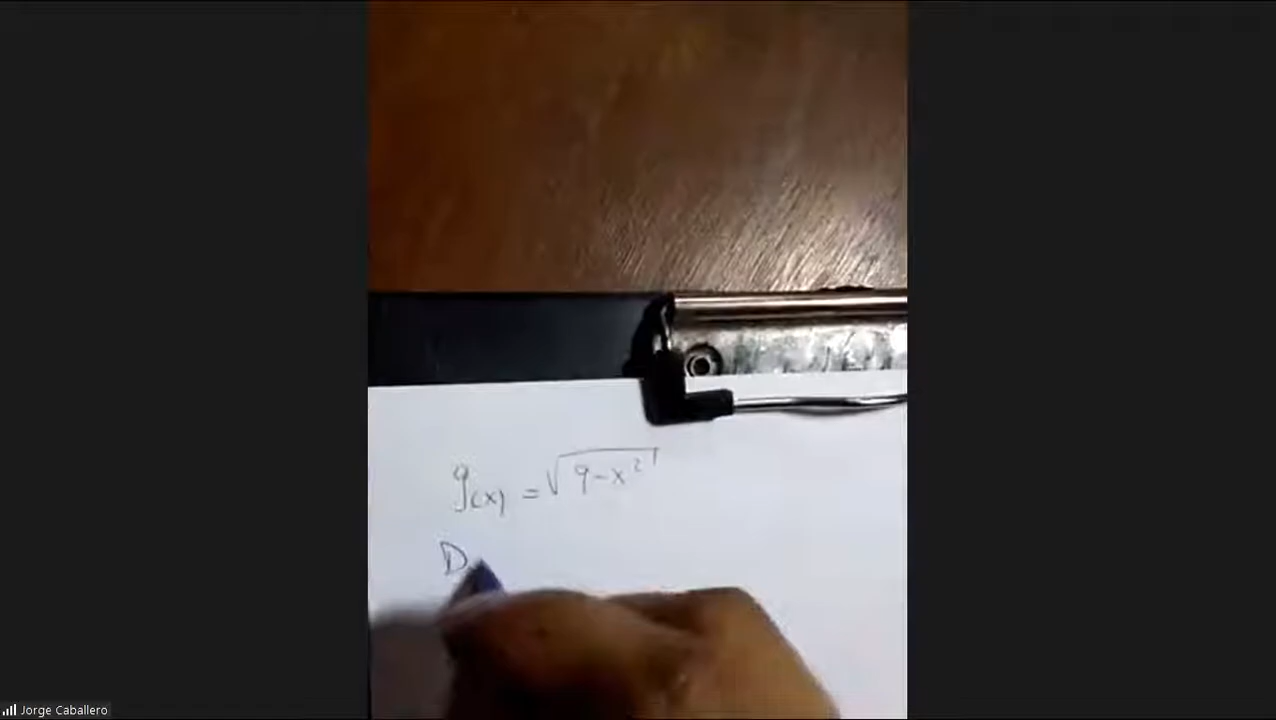 g(x) = √9-x²
D
Jorge Caballero